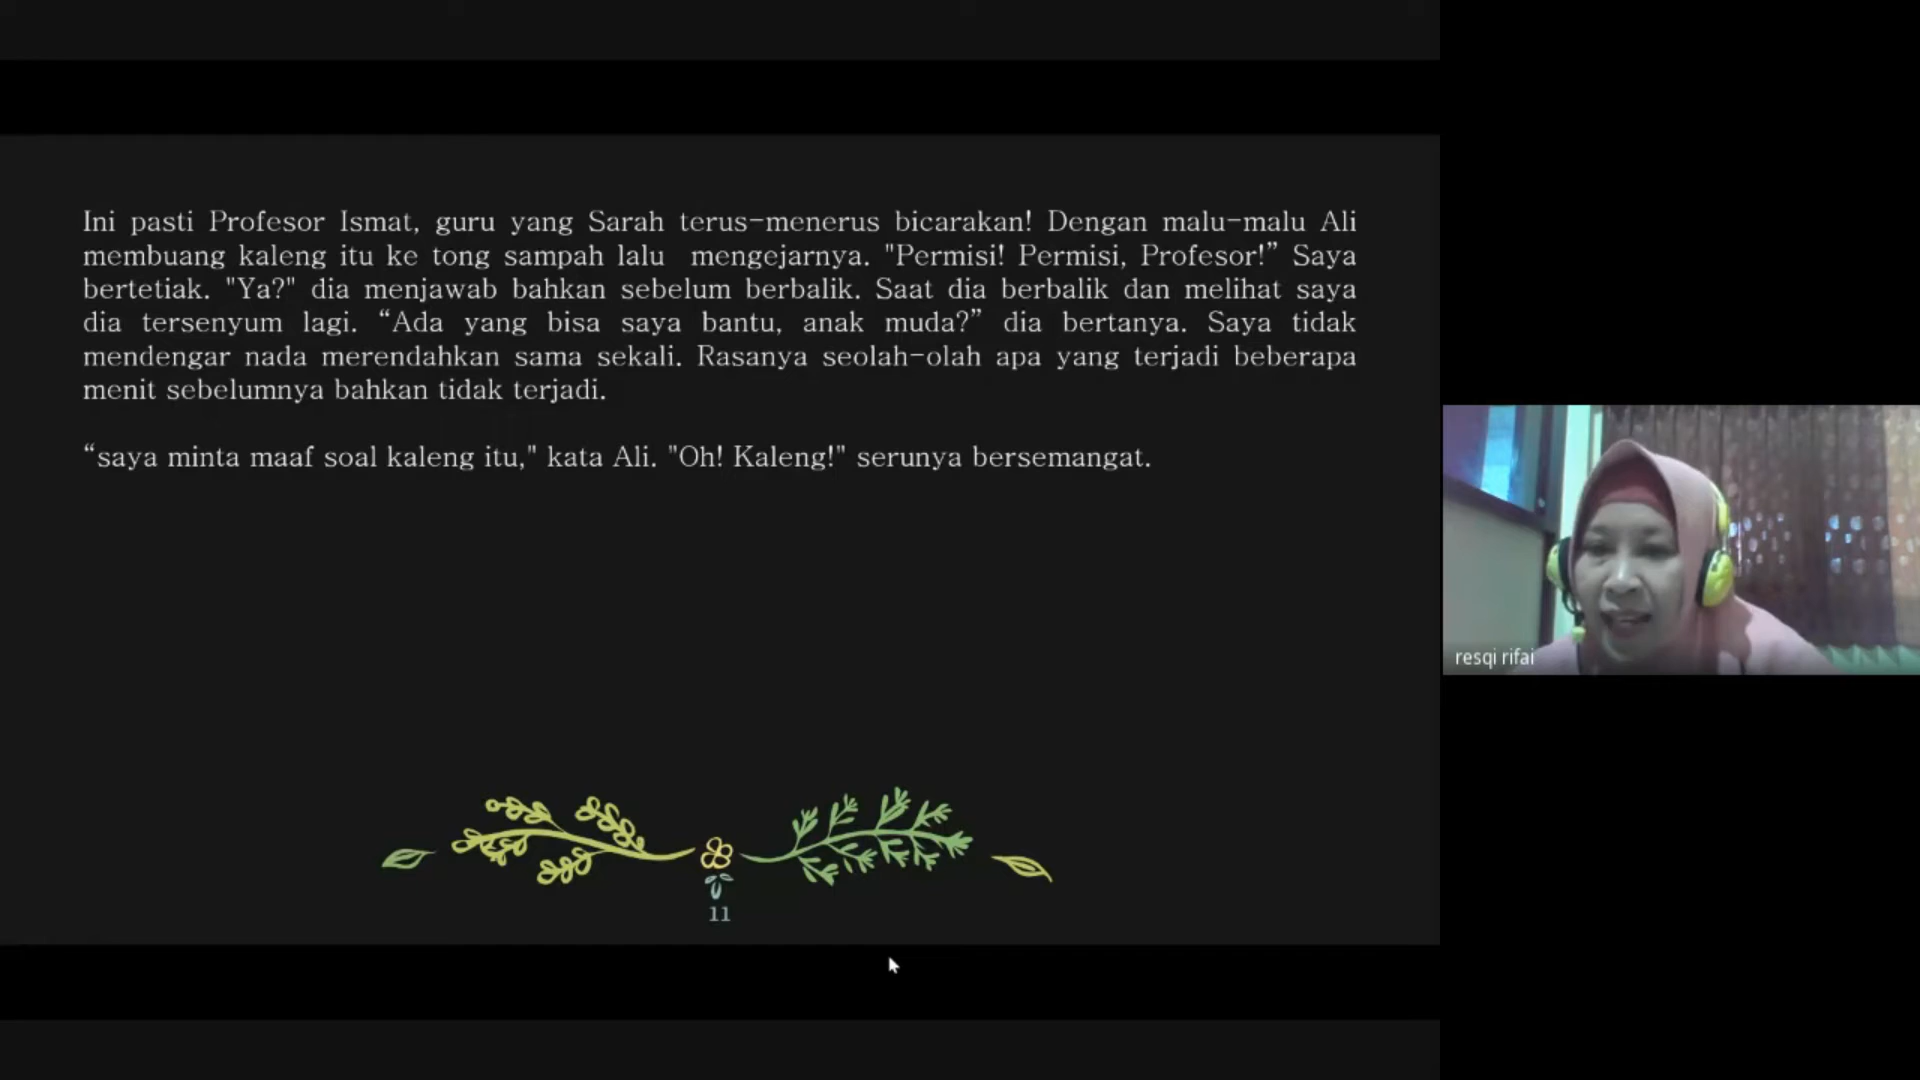 Ini pasti Profesor Ismat, guru yang Sarah terus-menerus bicarakan! Dengan malu-malu Ali
membuang kaleng itu ke tong sampah lalu mengejarnya. "Permisi! Permisi, Profesor!” Saya
bertetiak. "Ya?" dia menjawab bahkan sebelum berbalik. Saat dia berbalik dan melihat saya
dia tersenyum lagi. “Ada yang bisa saya bantu, anak muda?” dia bertanya. Saya tidak
mendengar nada merendahkan sama sekali. Rasanya seolah-olah apa yang terjadi beberapa
menit sebelumnya bahkan tidak terjadi.
“saya minta maaf soal kaleng itu," kata Ali. "Oh! Kaleng!" serunya bersemangat.
resqi rifai
11